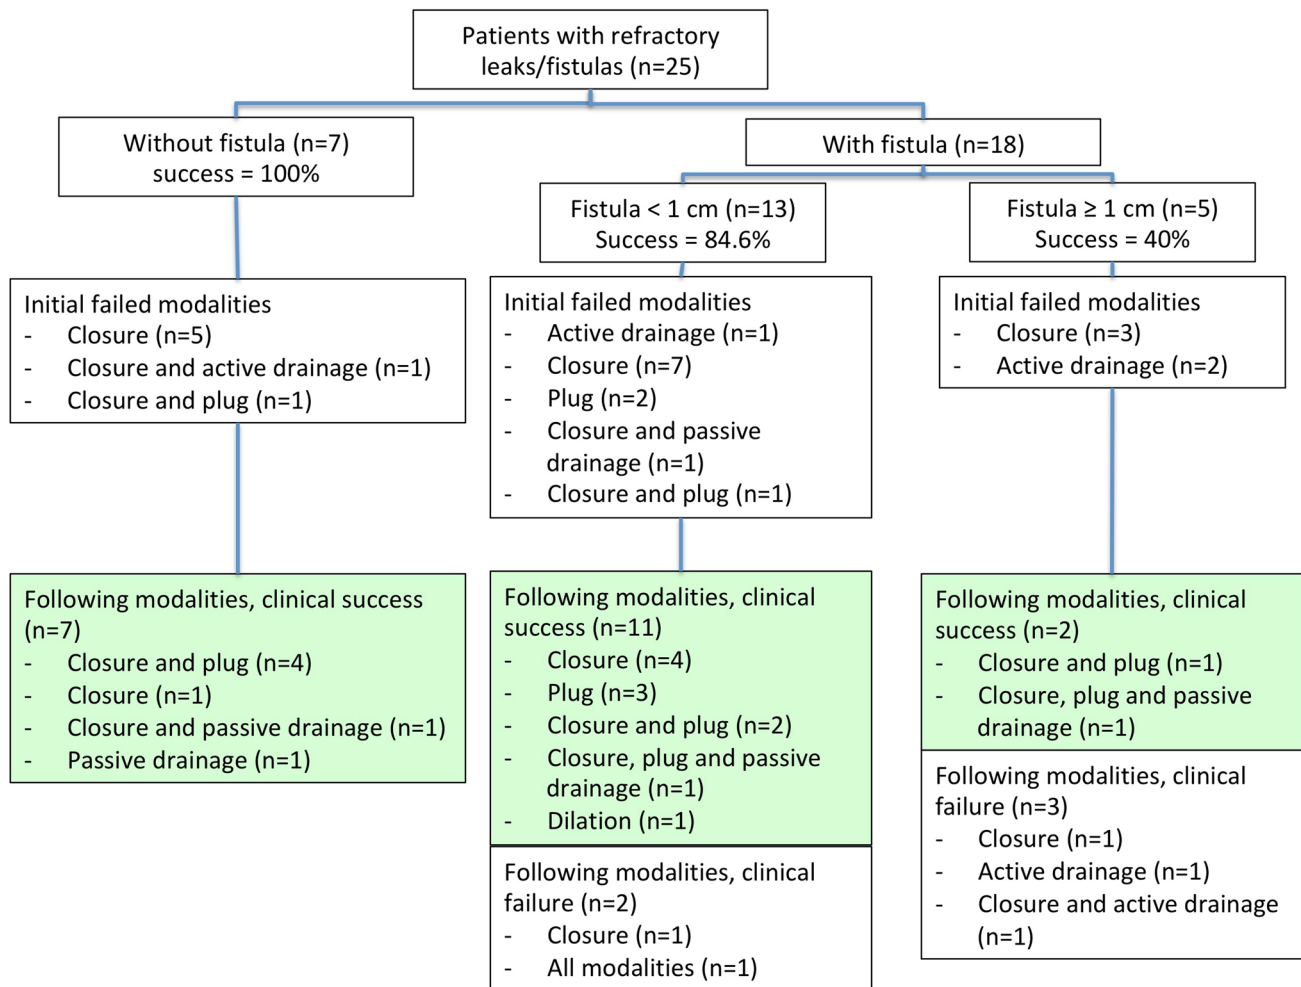 Patients with refractory
leaks/fistulas (n=25)
Without fistula (n=7)
success = 100%
With fistula (n=18)
Fistula < 1 cm (n=13)
Success = 84.6%
Fistula ≥ 1 cm (n=5)
Success = 40%
Initial failed modalities
- Closure (n=5)
- Closure and active drainage (n=1)
- Closure and plug (n=1)
Initial failed modalities
- Active drainage (n=1)
- Closure (n=7)
- Plug (n=2)
- Closure and passive
drainage (n=1)
- Closure and plug (n=1)
Initial failed modalities
- Closure (n=3)
- Active drainage (n=2)
Following modalities, clinical success
(n=7)
- Closure and plug (n=4)
- Closure (n=1)
- Closure and passive drainage (n=1)
- Passive drainage (n=1)
Following modalities, clinical
success (n=11)
- Closure (n=4)
- Plug (n=3)
- Closure and plug (n=2)
- Closure, plug and passive
drainage (n=1)
- Dilation (n=1)
Following modalities, clinical
failure (n=2)
- Closure (n=1)
- All modalities (n=1)
Following modalities, clinical
success (n=2)
- Closure and plug (n=1)
- Closure, plug and passive
drainage (n=1)
Following modalities, clinical
failure (n=3)
- Closure (n=1)
- Active drainage (n=1)
- Closure and active drainage
(n=1)